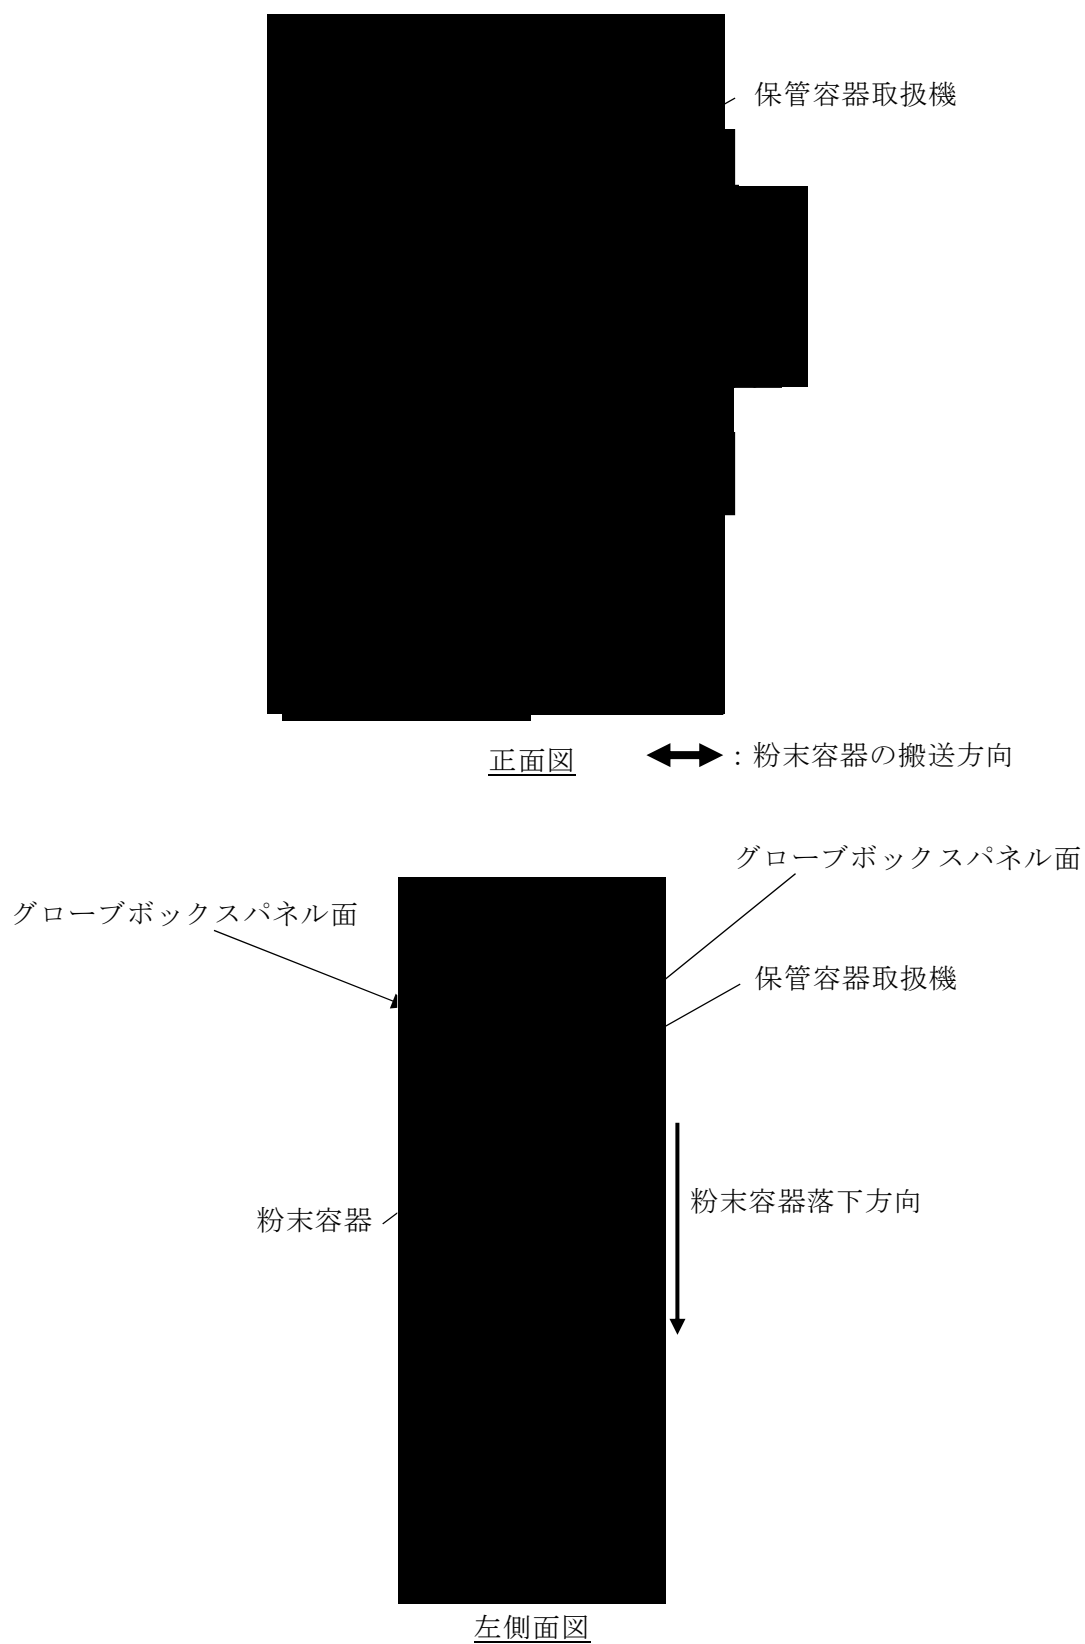 保管容器取扱機
正面図
：粉末容器の搬送方向
グローブボックスパネル面
グローブボックスパネル面
保管容器取扱機
粉末容器落下方向
粉末容器
左側面図